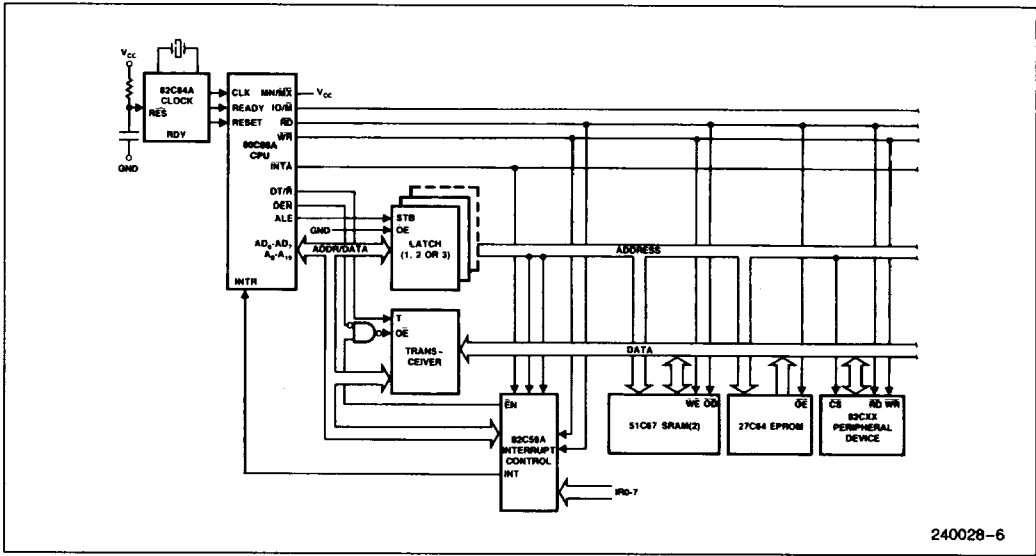 VCC
82C84A
CLOCK
RES
RDY
GND
CLK
READY
RESET
MN/MX
VCC
IO/M
RD
WR
80C88A
CPU
INTA
DT/R
DEN
ALE
AD0-AD7
A8-A19
INTR
GND
ADDR/DATA
STB
OE
LATCH
(1, 2 OR 3)
ADDRESS
T
OE
TRANS-
CEIVER
DATA
EN
82C59A
INTERRUPT
CONTROL
INT
IR0-7
WE OD
51C67 SRAM(2)
OE
27C64 EPROM
CS RD WR
82CXX
PERIPHERAL
DEVICE
240028-6